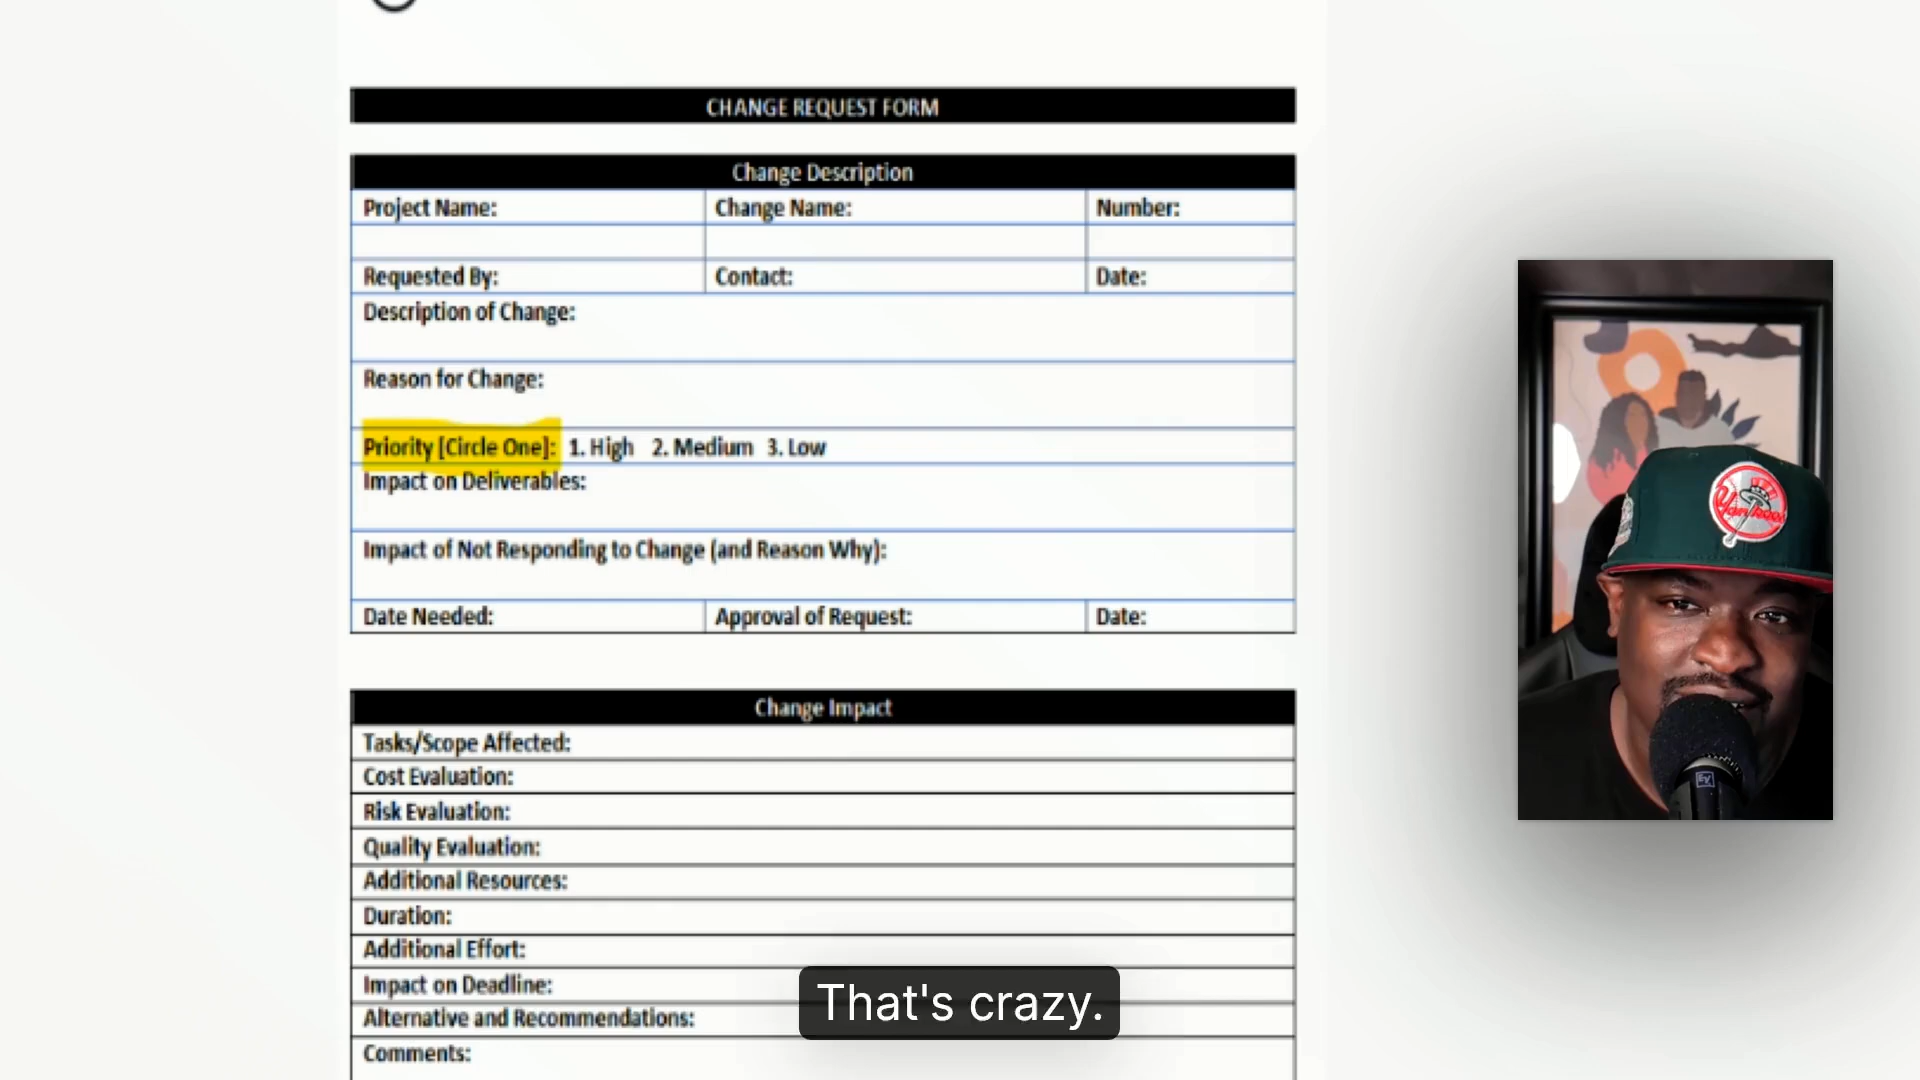 CHANGE REQUEST FORM
Change Description
Project Name: Change Name: Number:
Requested By: Contact: Date:
Description of Change:
Reason for Change:
Priority [Circle One]: 1. High 2. Medium 3. Low
Impact on Deliverables:
Impact of Not Responding to Change (and Reason Why):
Date Needed: Approval of Request: Date:
Change Impact
Tasks/Scope Affected:
Cost Evaluation:
Risk Evaluation:
Quality Evaluation:
Additional Resources:
Duration:
Additional Effort:
Impact on Deadline:
Alternative and Recommendations:
Comments:
That's crazy.
Yankees
EV